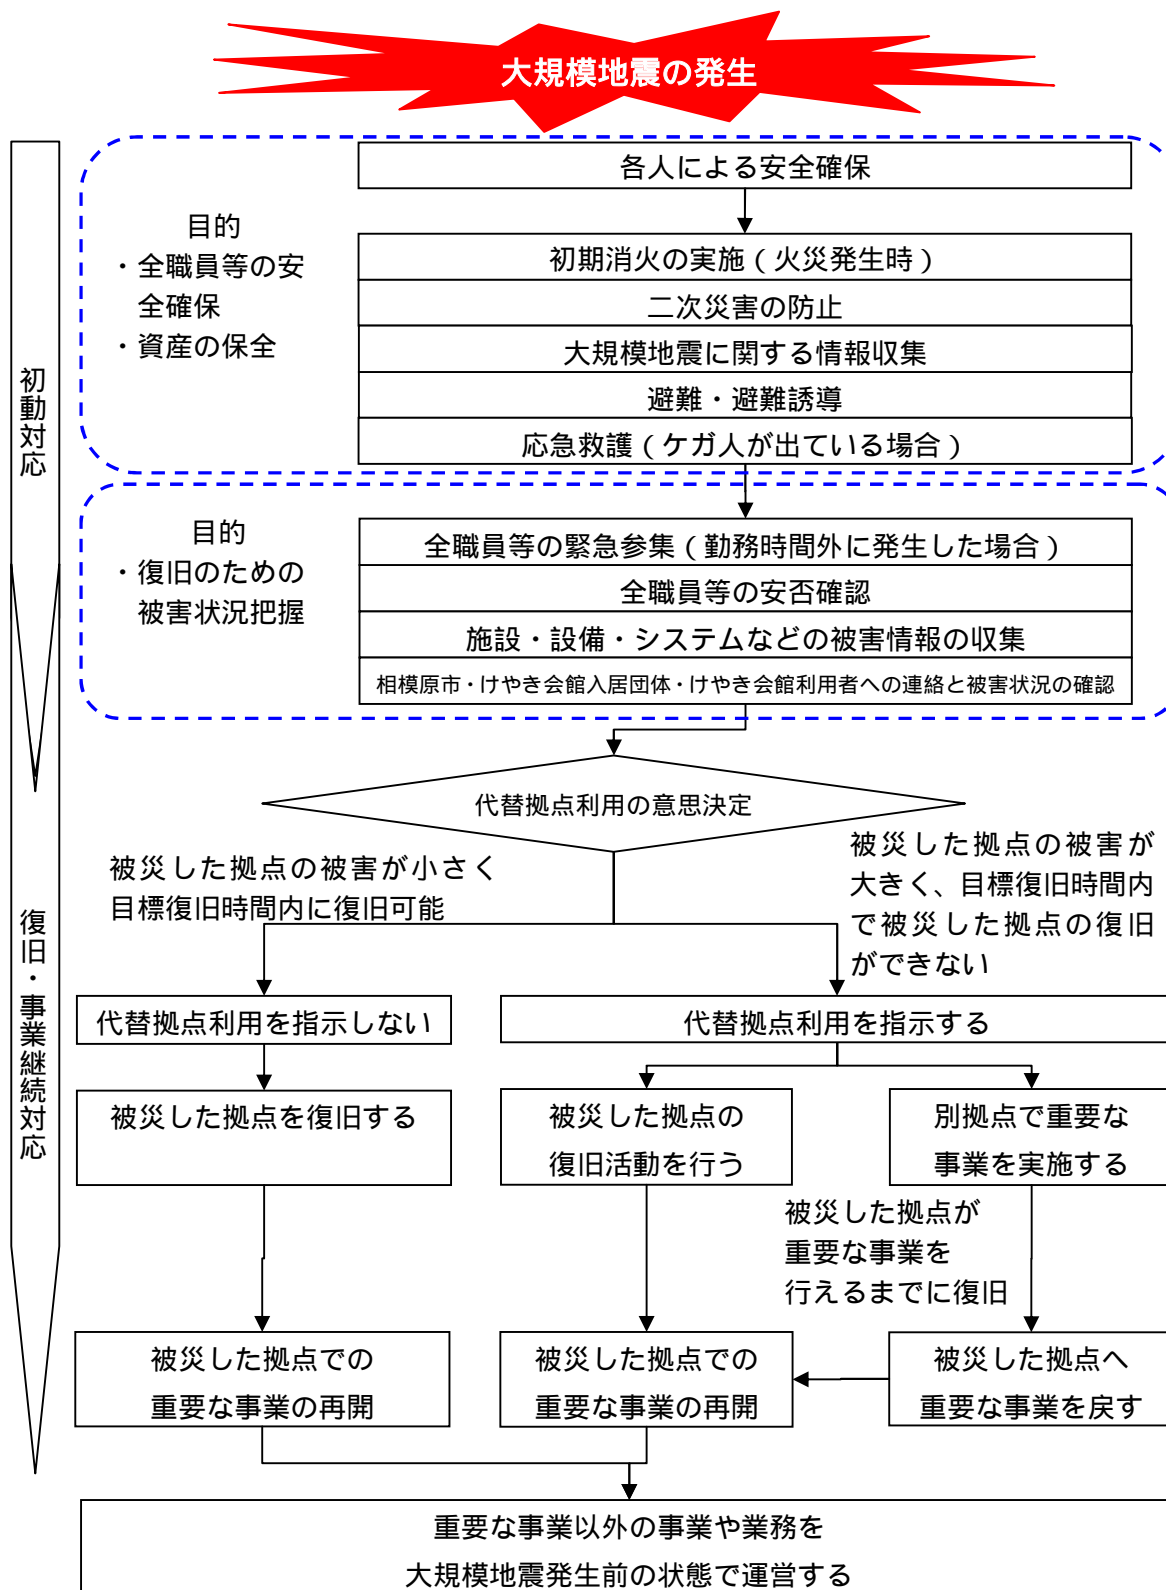 大規模地震の発生
各人による安全確保
目的
・全職員等の安
全確保
・資産の保全
初期消火の実施（火災発生時）
二次災害の防止
大規模地震に関する情報収集
避難・避難誘導
応急救護（ケガ人が出ている場合）
初動対応
目的
・復旧のための
被害状況把握
全職員等の緊急参集（勤務時間外に発生した場合）
全職員等の安否確認
施設・設備・システムなどの被害情報の収集
相模原市・けやき会館入居団体・けやき会館利用者への連絡と被害状況の確認
代替拠点利用の意思決定
被災した拠点の被害が小さく
目標復旧時間内に復旧可能
被災した拠点の被害が
大きく、目標復旧時間内
で被災した拠点の復旧
ができない
復旧・事業継続対応
代替拠点利用を指示しない
代替拠点利用を指示する
被災した拠点を復旧する
被災した拠点の
復旧活動を行う
別拠点で重要な
事業を実施する
被災した拠点が
重要な事業を
行えるまでに復旧
被災した拠点での
重要な事業の再開
被災した拠点での
重要な事業の再開
被災した拠点へ
重要な事業を戻す
重要な事業以外の事業や業務を
大規模地震発生前の状態で運営する